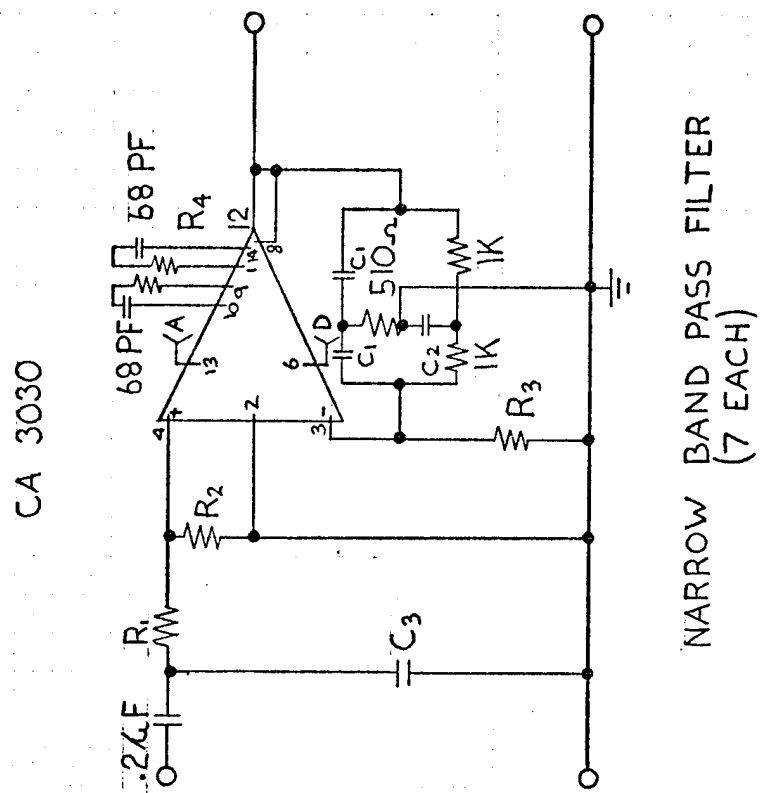 CA 3030
68 PF
68 PF
R4
A
13
10
9
1
14
12
8
4
+
2
3
-
6
D
R1
.2µF
R2
C1
C1
510Ω
C2
1K
1K
R3
C3
NARROW BAND PASS FILTER
(7 EACH)